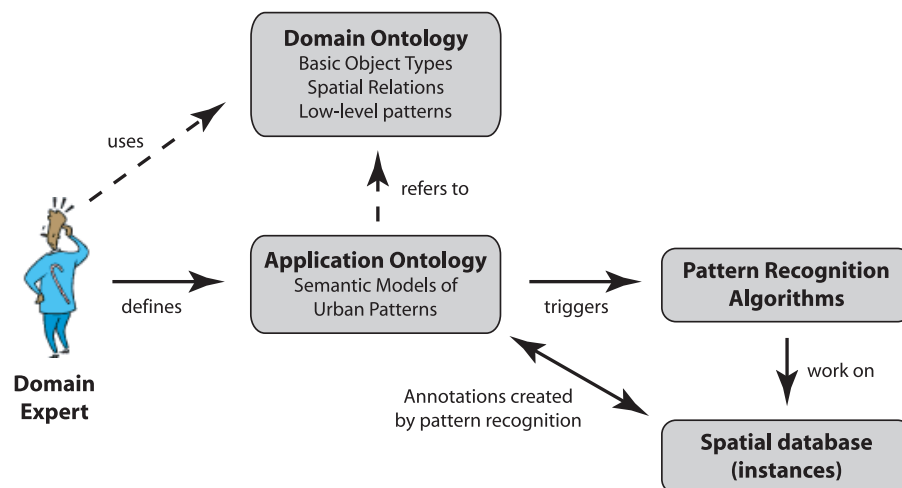 Domain Ontology
Basic Object Types
Spatial Relations
Low-level patterns
uses
refers to
Application Ontology
Semantic Models of
Urban Patterns
defines
triggers
Pattern Recognition
Algorithms
Domain
Expert
Annotations created
by pattern recognition
work on
Spatial database
(instances)